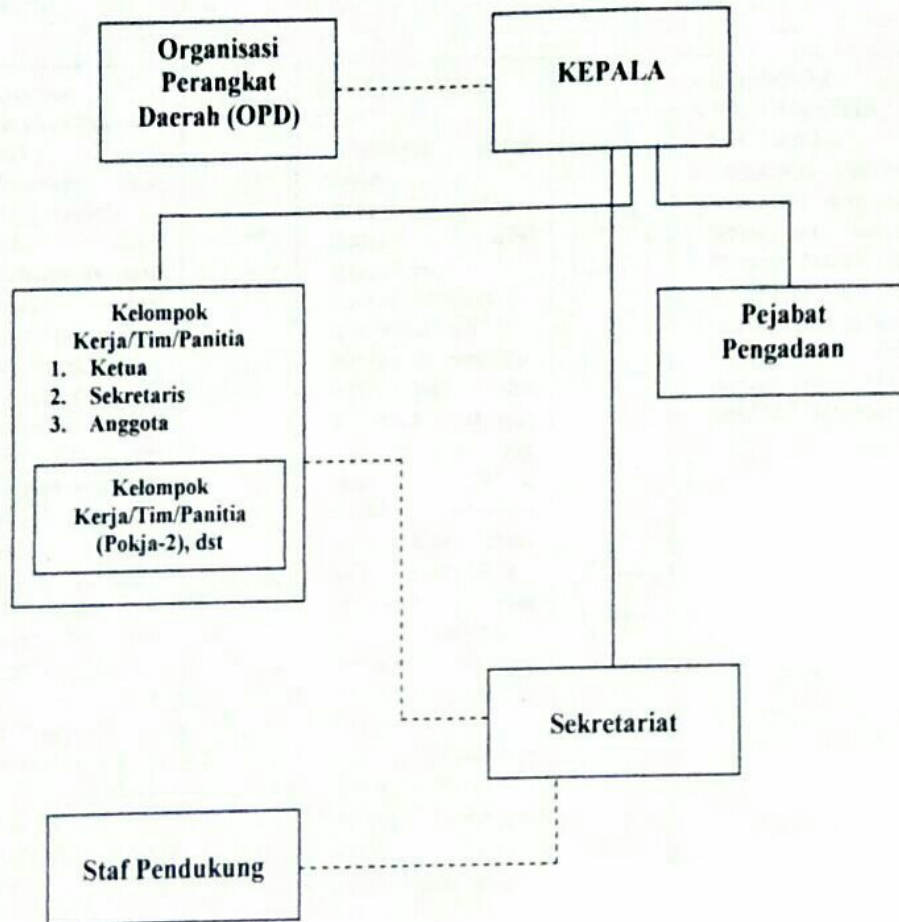 Organisasi
Perangkat
Daerah (OPD)
KEPALA
Kelompok
Kerja/Tim/Panitia
1. Ketua
2. Sekretaris
3. Anggota
Kelompok
Kerja/Tim/Panitia
(Pokja-2), dst
Pejabat
Pengadaan
Sekretariat
Staf Pendukung